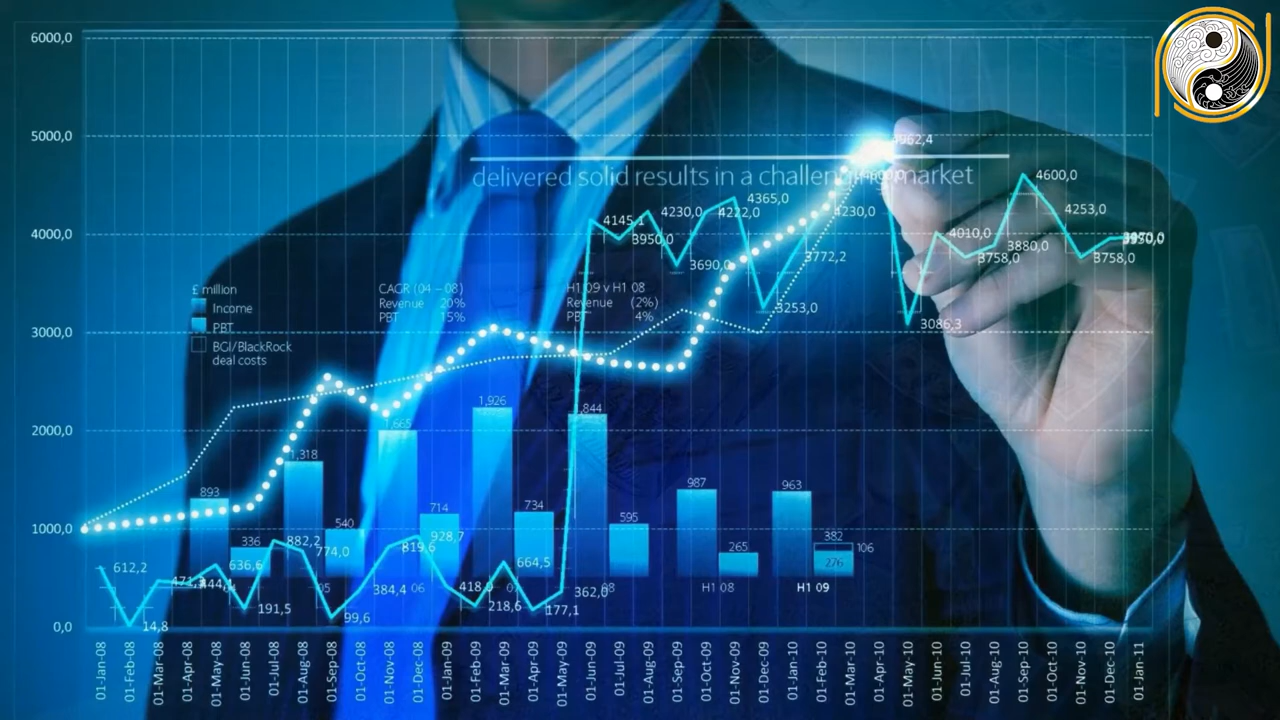 6000,0
5000,0
4000,0
3000,0
2000,0
1000,0
0,0
delivered solid results in a market
£ million
Income
PBT
BGI/BlackRock
deal costs
CAGR (04 – 08)
Revenue 20%
PBT 15%
H1 09 v H1 08
Revenue (2%)
PBT 4%
4145,1
3950,0
4230,0
3690,0
4222,0
4365,0
3253,0
3772,2
4230,0
3086,3
4010,0
3758,0
3880,0
4600,0
4253,0
3758,0
893
336
1,318
540
1,665
714
1,926
734
1,844
595
987
265
963
382
106
276
612,2
14,8
636,6
191,5
882,2
774,0
99,6
384,4
819,6
928,7
218,6
664,5
177,1
362,0
05
06
H1 08
H1 09
01-Jan-08
01-Feb-08
01-Mar-08
01-Apr-08
01-May-08
01-Jun-08
01-Jul-08
01-Aug-08
01-Sep-08
01-Oct-08
01-Nov-08
01-Dec-08
01-Jan-09
01-Feb-09
01-Mar-09
01-Apr-09
01-May-09
01-Jun-09
01-Jul-09
01-Aug-09
01-Sep-09
01-Oct-09
01-Nov-09
01-Dec-09
01-Jan-10
01-Feb-10
01-Mar-10
01-Apr-10
01-May-10
01-Jun-10
01-Jul-10
01-Aug-10
01-Sep-10
01-Oct-10
01-Nov-10
01-Dec-10
01-Jan-11